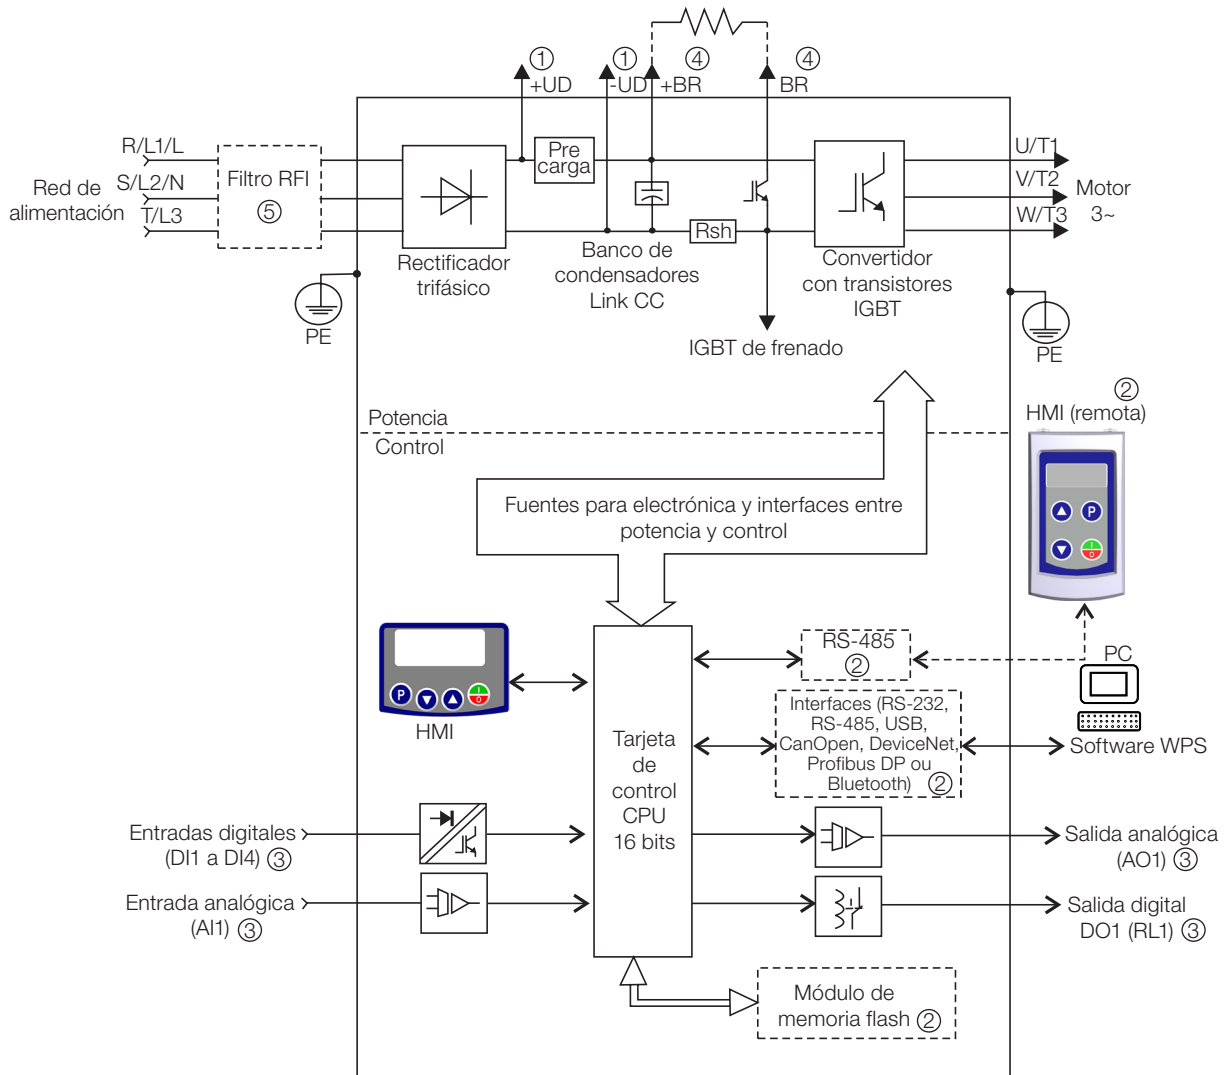 ① ① ④ ④
+UD -UD +BR BR
R/L1/L
S/L2/N
T/L3
Red de
alimentación
Filtro RFI
⑤
Pre
carga
Rsh
U/T1
V/T2
W/T3
Motor
3~
Rectificador
trifásico
Banco de
condensadores
Link CC
Convertidor
con transistores
IGBT
PE
IGBT de frenado
PE
Potencia
Control
②
HMI (remota)
P
I
0
Fuentes para electrónica y interfaces entre
potencia y control
P
I
0
HMI
Tarjeta
de
control
CPU
16 bits
RS-485
②
PC
Interfaces (RS-232,
RS-485, USB,
CanOpen, DeviceNet,
Profibus DP ou
Bluetooth) ②
Software WPS
Entradas digitales
(DI1 a DI4) ③
Salida analógica
(AO1) ③
Entrada analógica
(AI1) ③
Salida digital
DO1 (RL1) ③
Módulo de
memoria flash ②